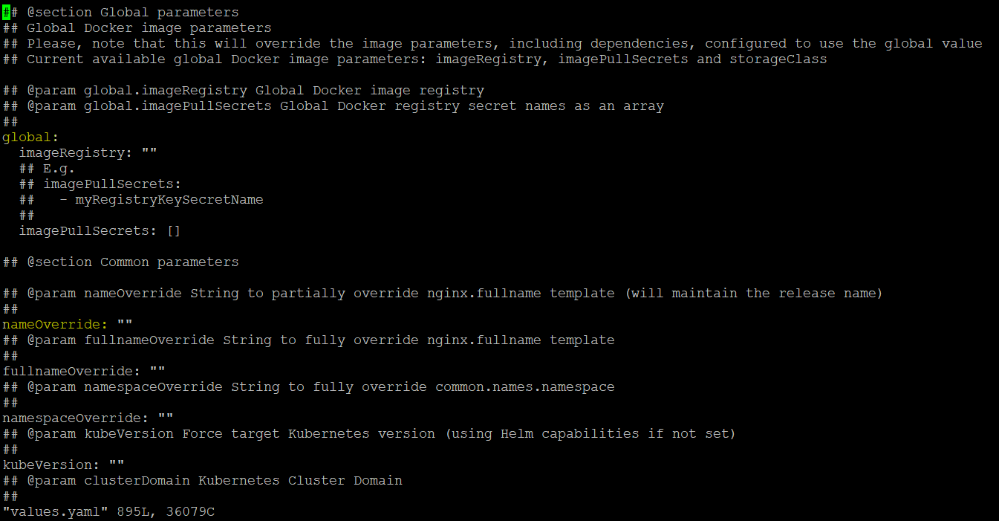 ## @section Global parameters
## Global Docker image parameters
## Please, note that this will override the image parameters, including dependencies, configured to use the global value
## Current available global Docker image parameters: imageRegistry, imagePullSecrets and storageClass

## @param global.imageRegistry Global Docker image registry
## @param global.imagePullSecrets Global Docker registry secret names as an array
##
global:
  imageRegistry: ""
  ## E.g.
  ## imagePullSecrets:
  ##   - myRegistryKeySecretName
  ##
  imagePullSecrets: []

## @section Common parameters

## @param nameOverride String to partially override nginx.fullname template (will maintain the release name)
##
nameOverride: ""
## @param fullnameOverride String to fully override nginx.fullname template
##
fullnameOverride: ""
## @param namespaceOverride String to fully override common.names.namespace
##
namespaceOverride: ""
## @param kubeVersion Force target Kubernetes version (using Helm capabilities if not set)
##
kubeVersion: ""
## @param clusterDomain Kubernetes Cluster Domain
##
"values.yaml" 895L, 36079C